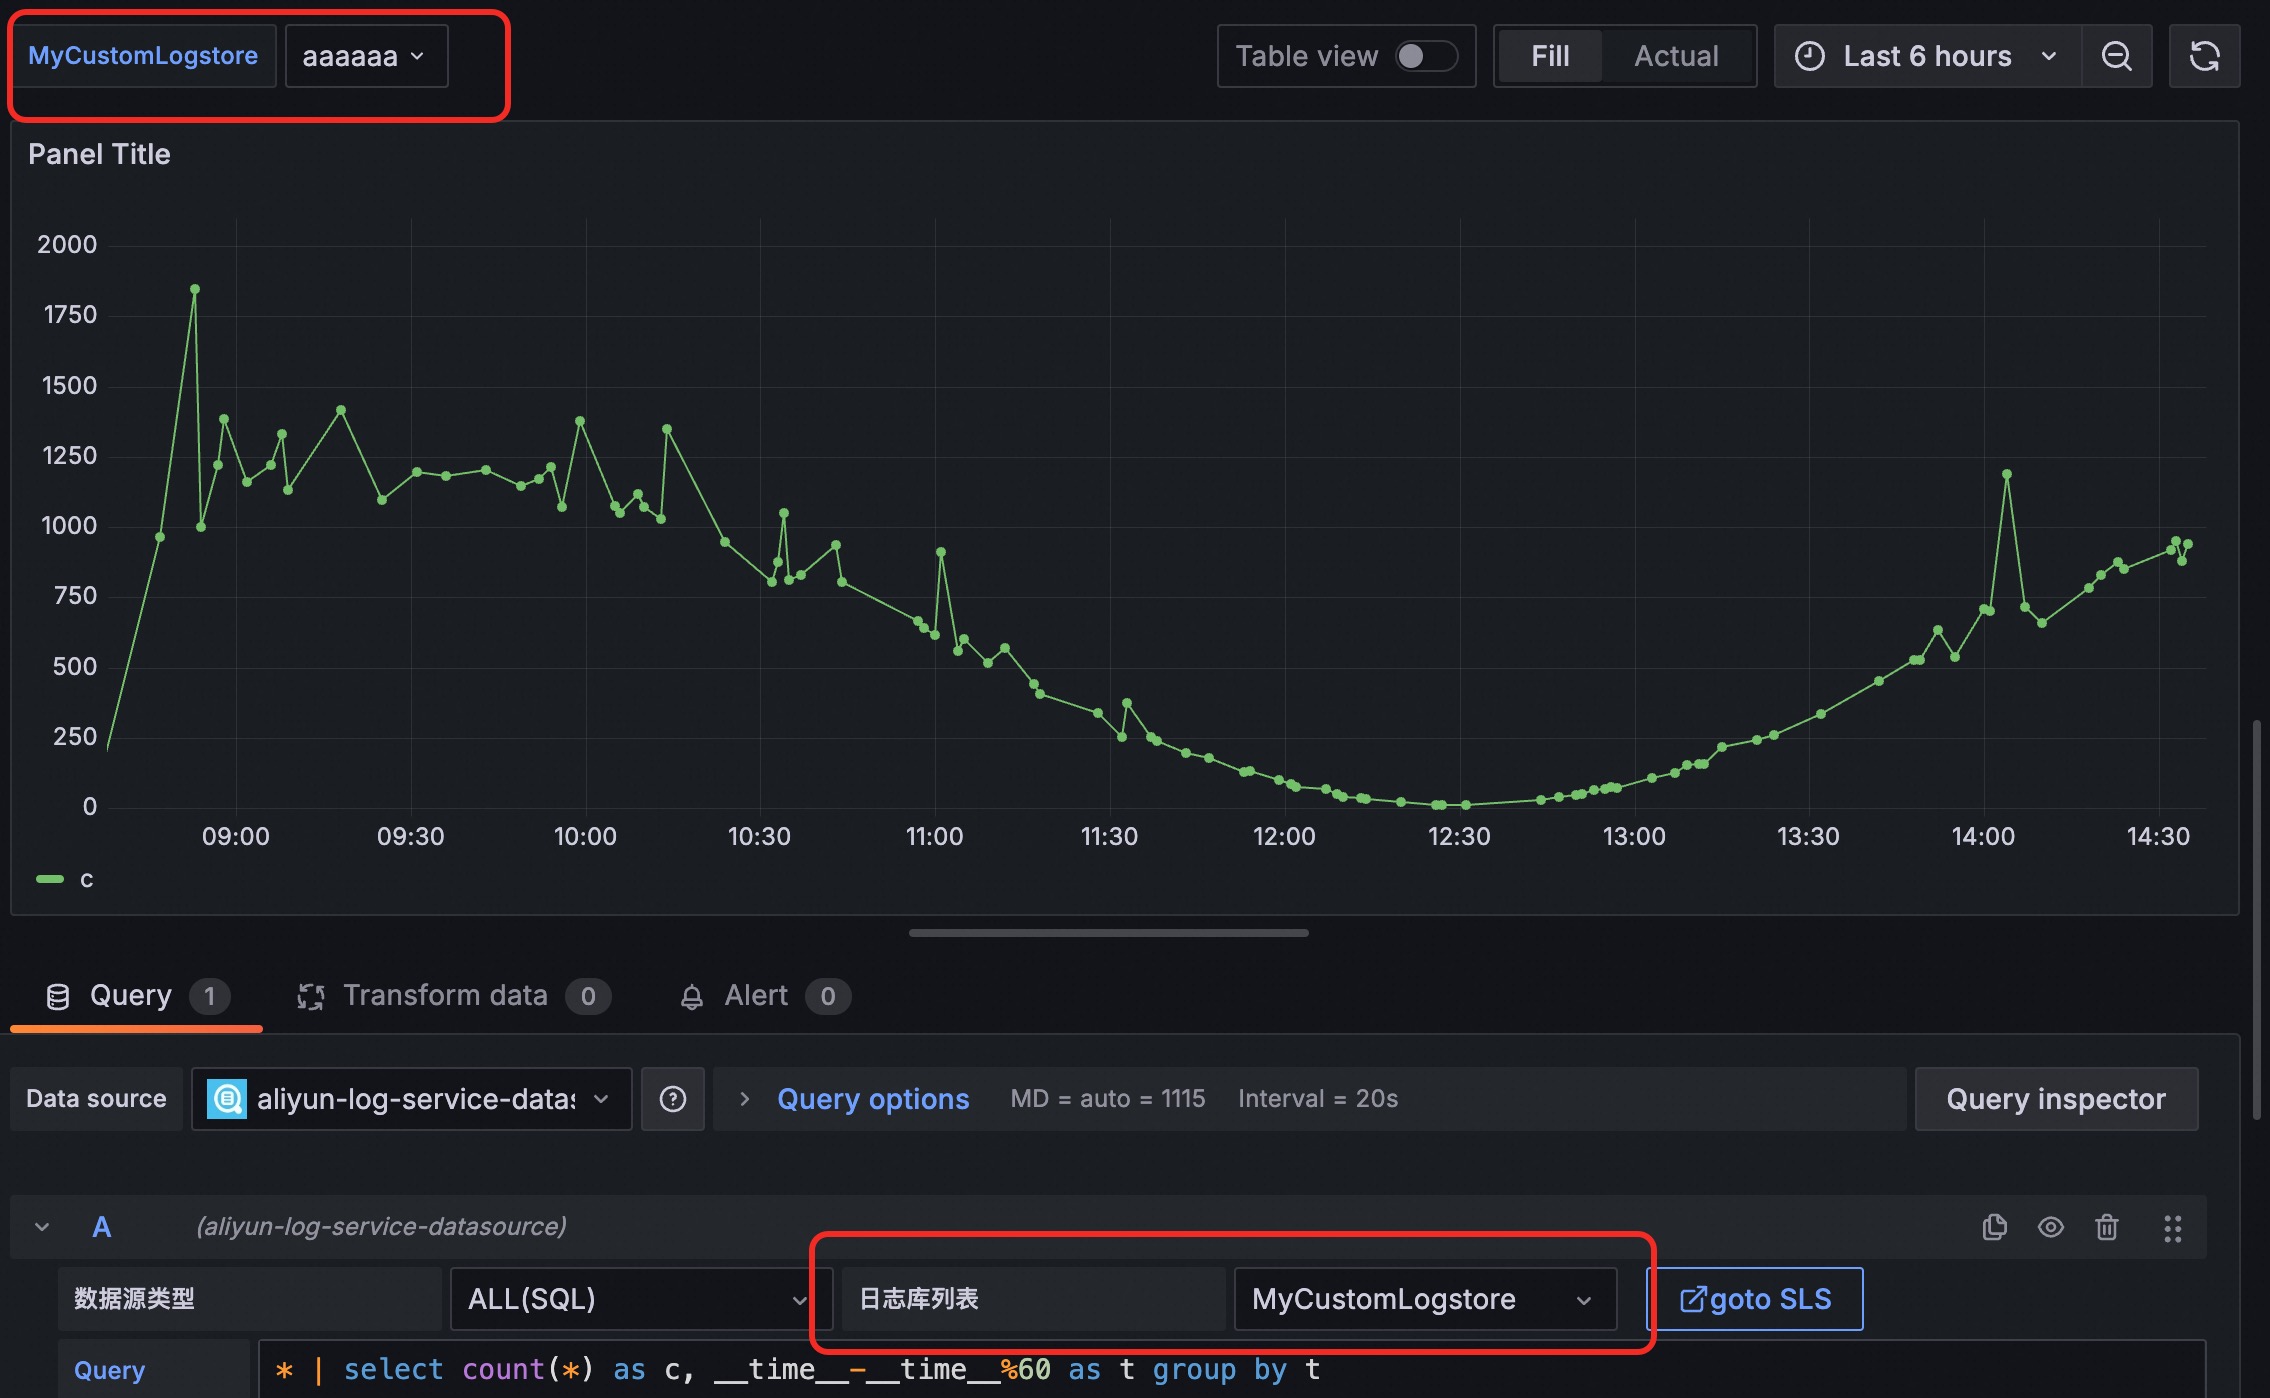 MyCustomLogstore aaaaaa Table view Fill Actual Last 6 hours
Panel Title
2000
1750
1500
1250
1000
750
500
250
0
09:00 09:30 10:00 10:30 11:00 11:30 12:00 12:30 13:00 13:30 14:00 14:30
c
Query 1 Transform data 0 Alert 0
Data source aliyun-log-service-datas Query options MD = auto = 1115 Interval = 20s Query inspector
A (aliyun-log-service-datasource)
数据源类型 ALL(SQL) 日志库列表 MyCustomLogstore goto SLS
Query * | select count(*) as c, __time__-__time__%60 as t group by t